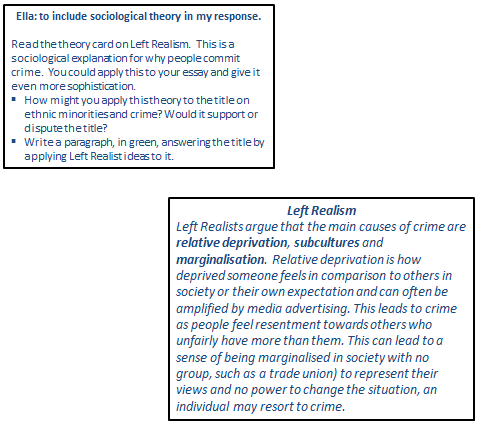 Ella: to include sociological theory in my response.
Read the theory card on Left Realism.  This is a
sociological explanation for why people commit
crime.  You could apply this to your essay and give it
even more sophistication.
▪ How might you apply this theory to the title on
ethnic minorities and crime? Would it support or
dispute the title?
▪ Write a paragraph, in green, answering the title by
applying Left Realist ideas to it.
Left Realism
Left Realists argue that the main causes of crime are
relative deprivation, subcultures and
marginalisation.  Relative deprivation is how
deprived someone feels in comparison to others in
society or their own expectation and can often be
amplified by media advertising. This leads to crime
as people feel resentment towards others who
unfairly have more than them. This can lead to a
sense of being marginalised in society with no
group, such as a trade union) to represent their
views and no power to change the situation, an
individual may resort to crime.